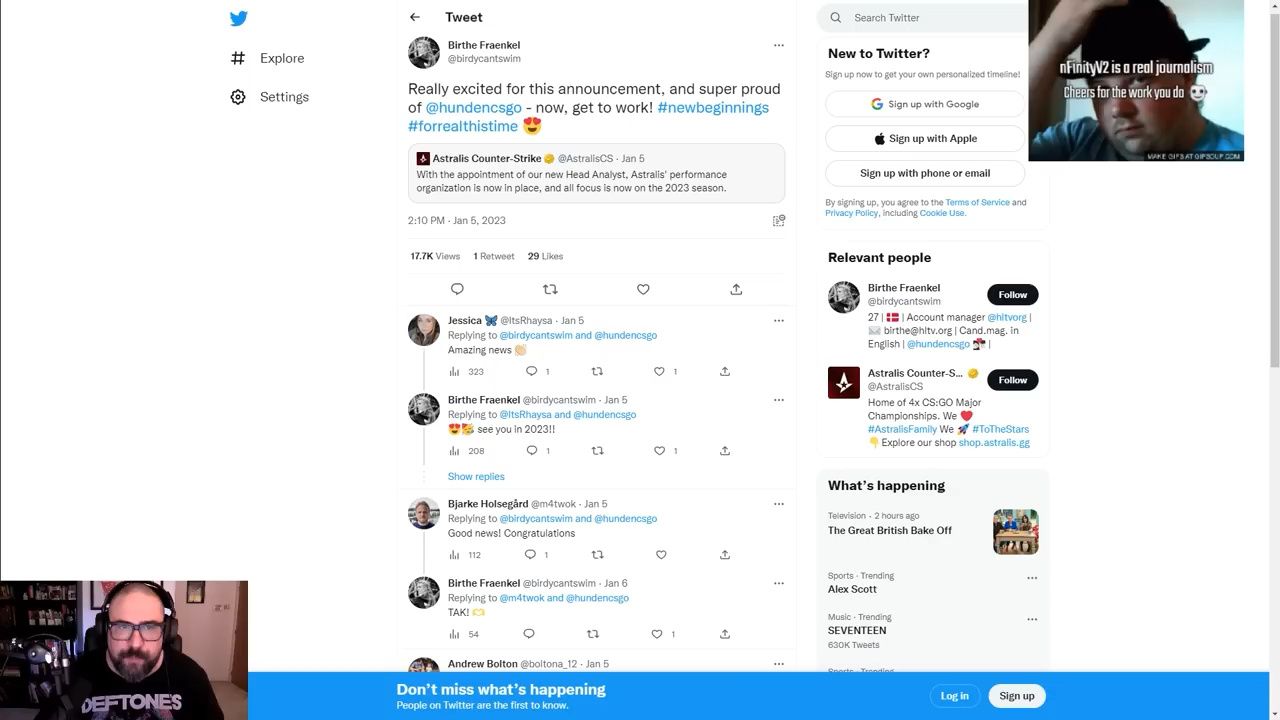 Tweet
Birthe Fraenkel
@birdycantswim
Really excited for this announcement, and super proud
of @hundencsgo - now, get to work! #newbeginnings
#forrealthistime 😍
Astralis Counter-Strike @AstralisCS · Jan 5
With the appointment of our new Head Analyst, Astralis' performance
organization is now in place, and all focus is now on the 2023 season.
2:10 PM · Jan 5, 2023
17.7K Views 1 Retweet 29 Likes
Jessica 🦋 @ItsRhaysa · Jan 5
Replying to @birdycantswim and @hundencsgo
Amazing news 👏🏻
323 1 1
Birthe Fraenkel @birdycantswim · Jan 5
Replying to @ItsRhaysa and @hundencsgo
😍🥳 see you in 2023!!
208 1 1
Show replies
Bjarke Holsegård @m4twok · Jan 5
Replying to @birdycantswim and @hundencsgo
Good news! Congratulations
112 1
Birthe Fraenkel @birdycantswim · Jan 6
Replying to @m4twok and @hundencsgo
TAK! 🫶
54 1
Andrew Bolton @boltona_12 · Jan 5
Explore
Settings
Search Twitter
New to Twitter?
Sign up now to get your own personalized timeline!
Sign up with Google
Sign up with Apple
Sign up with phone or email
By signing up, you agree to the Terms of Service and
Privacy Policy, including Cookie Use.
Relevant people
Birthe Fraenkel
@birdycantswim
Follow
27 | 🇩🇰 | Account manager @hltvorg |
✉️ birthe@hltv.org | Cand.mag. in
English | @hundencsgo |
Astralis Counter-S...
@AstralisCS
Follow
Home of 4x CS:GO Major
Championships. We ❤️
#AstralisFamily We 🚀 #ToTheStars
👇 Explore our shop shop.astralis.gg
What's happening
Television · 2 hours ago
The Great British Bake Off
Sports · Trending
Alex Scott
Music · Trending
SEVENTEEN
630K Tweets
Sports · Trending
nFinityV2 is a real journalism
Cheers for the work you do
MAKE GIFS AT GIFSOUP.COM
DEFTONES
Don't miss what's happening
People on Twitter are the first to know.
Log in
Sign up